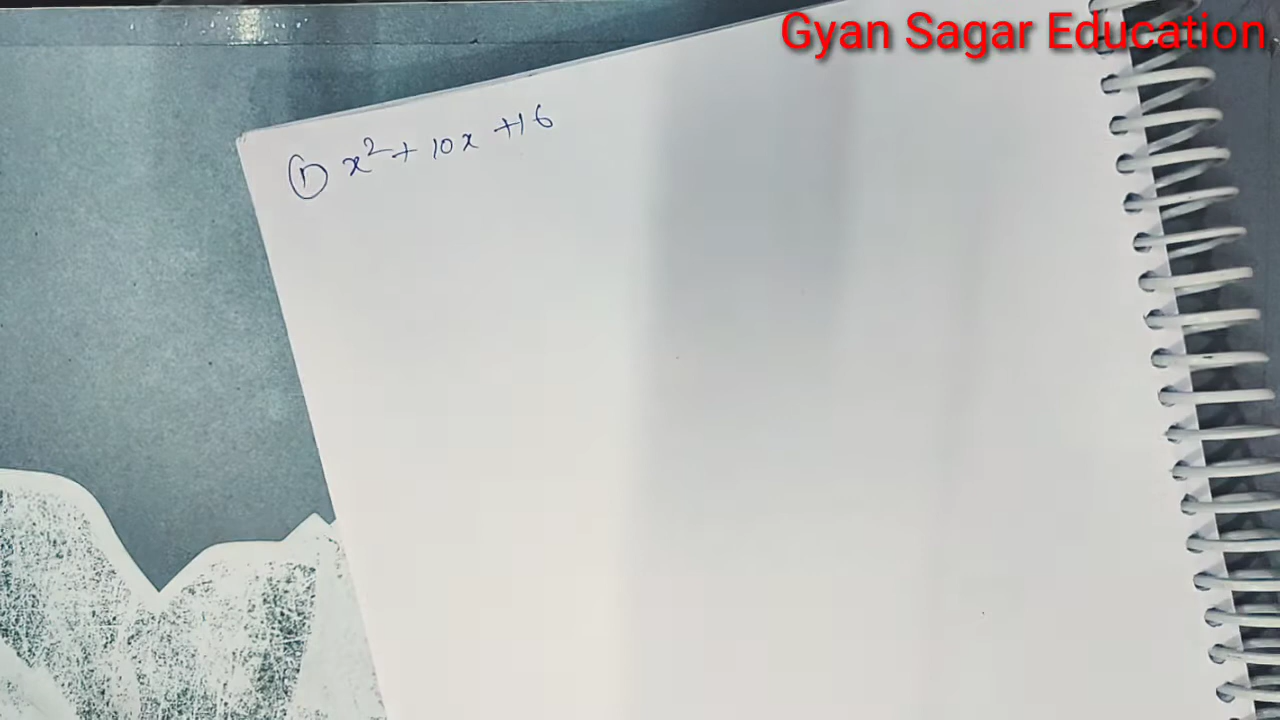 Gyan Sagar Education
① x² + 10x + 16